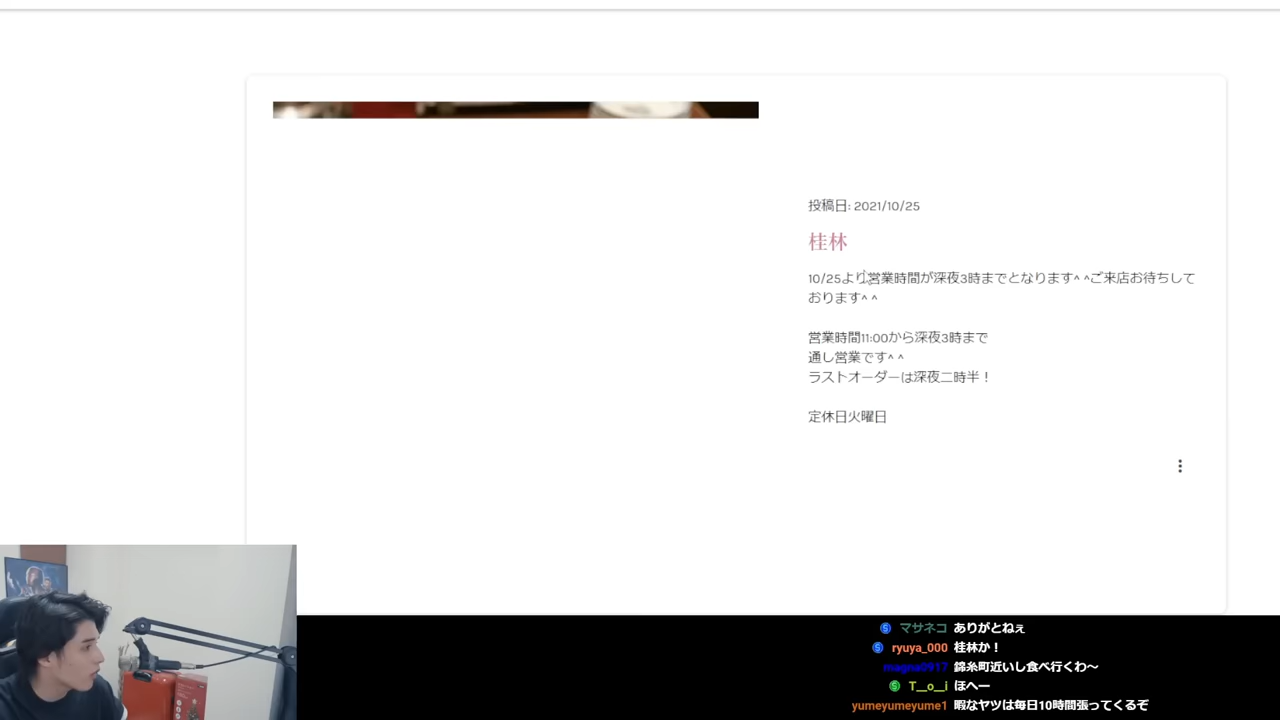 投稿日: 2021/10/25
桂林
10/25より営業時間が深夜3時までとなります^ ^ご来店お待ちして
おります^ ^
営業時間11:00から深夜3時まで
通し営業です^ ^
ラストオーダーは深夜二時半！
定休日火曜日
マサネコ ありがとねぇ
ryuya_000 桂林か！
magna0917 錦糸町近いし食べ行くわ〜
T__o__i ほへー
yumeyumeyume1 暇なヤツは毎日10時間張ってくるぞ